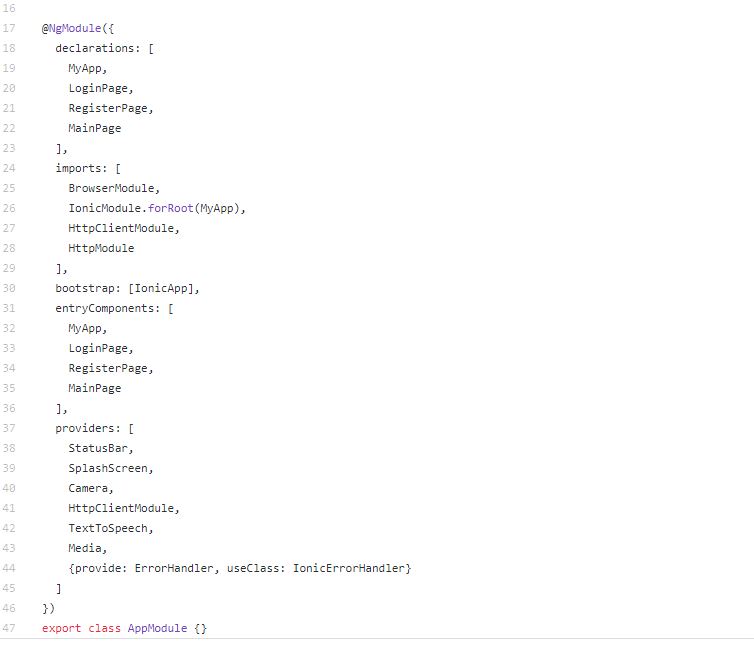 16
17 @NgModule({
18   declarations: [
19     MyApp,
20     LoginPage,
21     RegisterPage,
22     MainPage
23   ],
24   imports: [
25     BrowserModule,
26     IonicModule.forRoot(MyApp),
27     HttpClientModule,
28     HttpModule
29   ],
30   bootstrap: [IonicApp],
31   entryComponents: [
32     MyApp,
33     LoginPage,
34     RegisterPage,
35     MainPage
36   ],
37   providers: [
38     StatusBar,
39     SplashScreen,
40     Camera,
41     HttpClientModule,
42     TextToSpeech,
43     Media,
44     {provide: ErrorHandler, useClass: IonicErrorHandler}
45   ]
46 })
47 export class AppModule {}